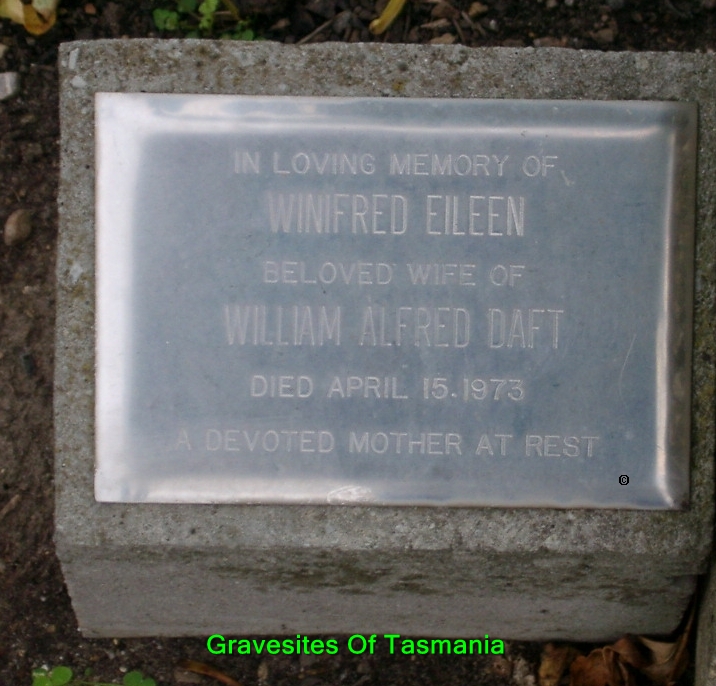 IN LOVING MEMORY OF
WINIFRED EILEEN
BELOVED WIFE OF
WILLIAM ALFRED DAFT
DIED APRIL 15.1973
A DEVOTED MOTHER AT REST
©
Gravesites Of Tasmania